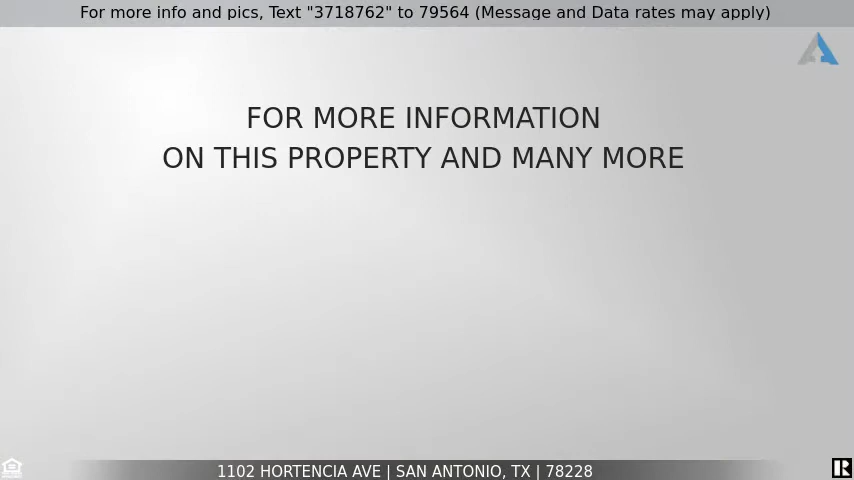 For more info and pics, Text "3718762" to 79564 (Message and Data rates may apply)
FOR MORE INFORMATION
ON THIS PROPERTY AND MANY MORE
1102 HORTENCIA AVE | SAN ANTONIO, TX | 78228